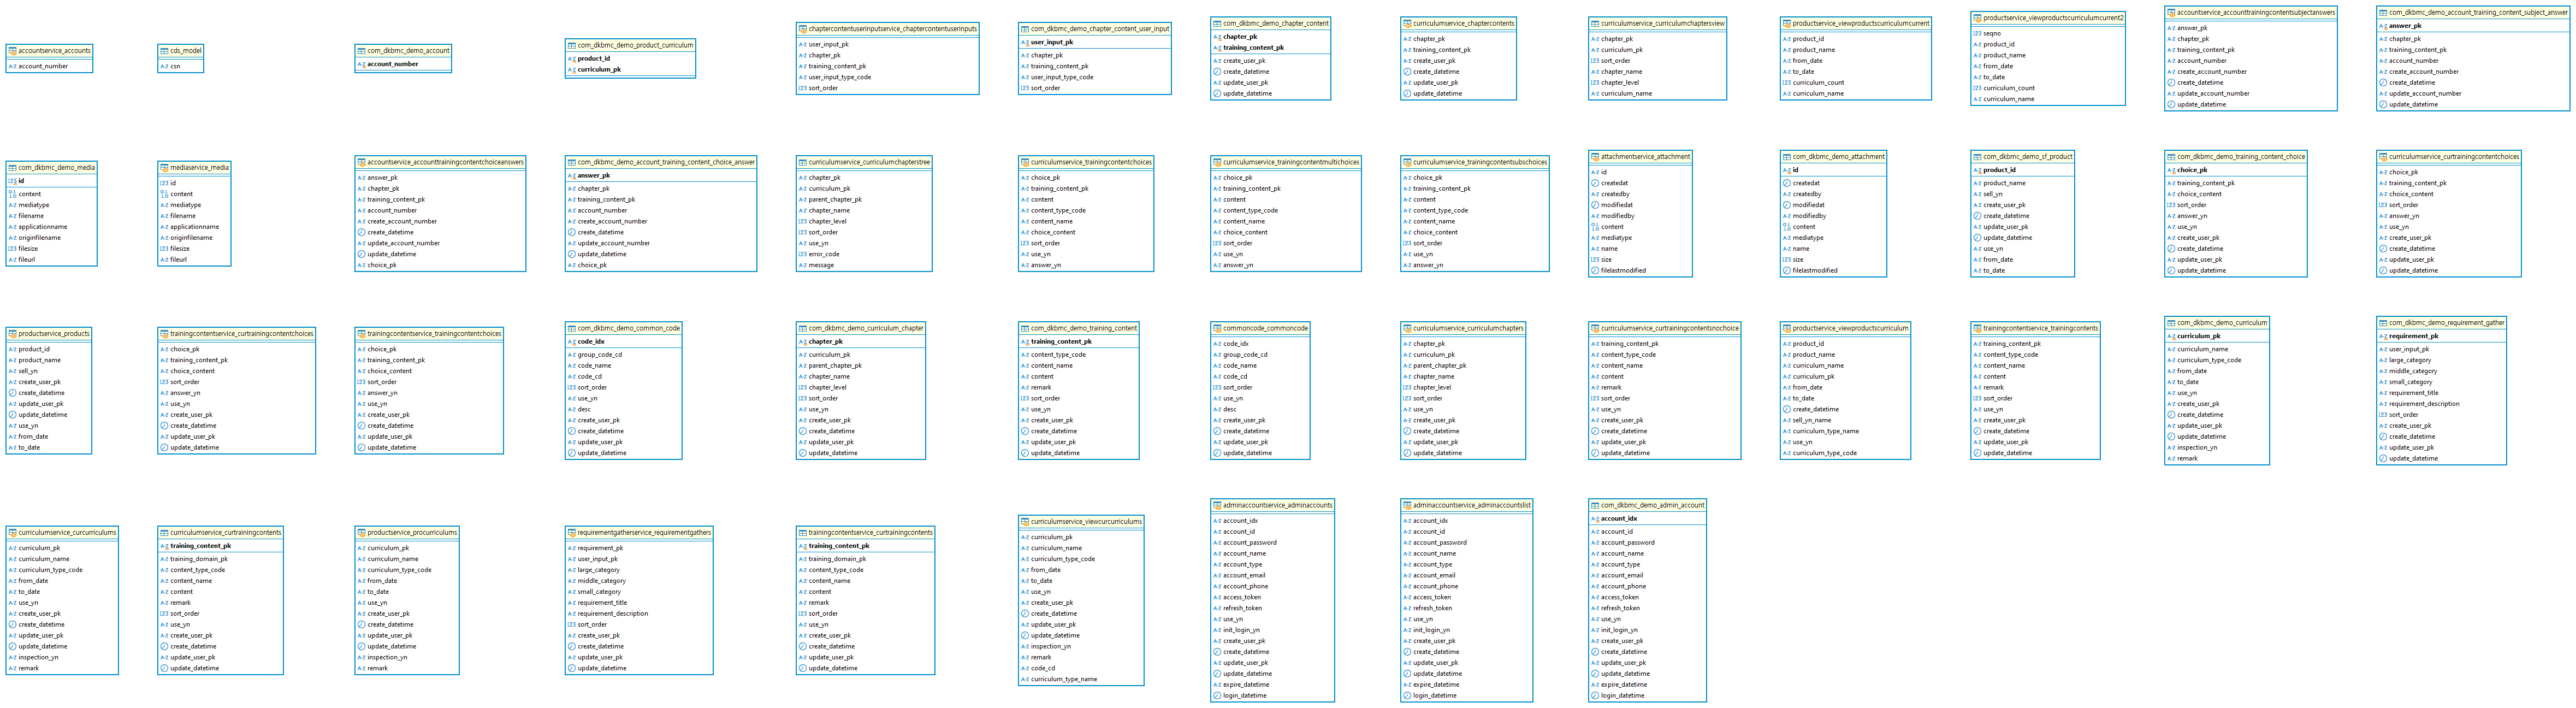 accountservice_accounts
account_number
cds_model
csn
com_dkbmc_demo_account
account_number
com_dkbmc_demo_product_curriculum
product_id
curriculum_pk
chaptercontentuserinputservice_chaptercontentuserinputs
user_input_pk
chapter_pk
training_content_pk
user_input_type_code
sort_order
com_dkbmc_demo_chapter_content_user_input
user_input_pk
chapter_pk
training_content_pk
user_input_type_code
sort_order
com_dkbmc_demo_chapter_content
chapter_pk
training_content_pk
create_user_pk
create_datetime
update_user_pk
update_datetime
curriculumservice_chaptercontents
chapter_pk
training_content_pk
create_user_pk
create_datetime
update_user_pk
update_datetime
curriculumservice_curriculumchaptersview
chapter_pk
curriculum_pk
sort_order
chapter_name
chapter_level
curriculum_name
productservice_viewproductscurriculumcurrent
product_id
product_name
from_date
to_date
curriculum_count
curriculum_name
productservice_viewproductscurriculumcurrent2
seqno
product_id
product_name
from_date
to_date
curriculum_count
curriculum_name
accountservice_accounttrainingcontentsubjectanswers
answer_pk
chapter_pk
training_content_pk
account_number
create_account_number
create_datetime
update_account_number
update_datetime
com_dkbmc_demo_account_training_content_subject_answer
answer_pk
chapter_pk
training_content_pk
account_number
create_account_number
create_datetime
update_account_number
update_datetime
com_dkbmc_demo_media
id
content
mediatype
filename
applicationname
originfilename
filesize
fileurl
mediaservice_media
id
content
mediatype
filename
applicationname
originfilename
filesize
fileurl
accountservice_accounttrainingcontentchoiceanswers
answer_pk
chapter_pk
training_content_pk
account_number
create_account_number
create_datetime
update_account_number
update_datetime
choice_pk
com_dkbmc_demo_account_training_content_choice_answer
answer_pk
chapter_pk
training_content_pk
account_number
create_account_number
create_datetime
update_account_number
update_datetime
choice_pk
curriculumservice_curriculumchapterstree
chapter_pk
curriculum_pk
parent_chapter_pk
chapter_name
chapter_level
sort_order
use_yn
error_code
message
curriculumservice_trainingcontentchoices
choice_pk
training_content_pk
content
content_type_code
content_name
choice_content
sort_order
use_yn
answer_yn
curriculumservice_trainingcontentmultichoices
choice_pk
training_content_pk
content
content_type_code
content_name
choice_content
sort_order
use_yn
answer_yn
curriculumservice_trainingcontentsubschoices
choice_pk
training_content_pk
content
content_type_code
content_name
choice_content
sort_order
use_yn
answer_yn
attachmentservice_attachment
id
createdat
createdby
modifiedat
modifiedby
content
mediatype
name
size
filelastmodified
com_dkbmc_demo_attachment
id
createdat
createdby
modifiedat
modifiedby
content
mediatype
name
size
filelastmodified
com_dkbmc_demo_sf_product
product_id
product_name
sell_yn
create_user_pk
create_datetime
update_user_pk
update_datetime
use_yn
from_date
to_date
com_dkbmc_demo_training_content_choice
choice_pk
training_content_pk
choice_content
sort_order
answer_yn
use_yn
create_user_pk
create_datetime
update_user_pk
update_datetime
curriculumservice_curtrainingcontentchoices
choice_pk
training_content_pk
choice_content
sort_order
answer_yn
use_yn
create_user_pk
create_datetime
update_user_pk
update_datetime
productservice_products
product_id
product_name
sell_yn
create_user_pk
create_datetime
update_user_pk
update_datetime
use_yn
from_date
to_date
trainingcontentservice_curtrainingcontentchoices
choice_pk
training_content_pk
choice_content
sort_order
answer_yn
use_yn
create_user_pk
create_datetime
update_user_pk
update_datetime
trainingcontentservice_trainingcontentchoices
choice_pk
training_content_pk
choice_content
sort_order
answer_yn
use_yn
create_user_pk
create_datetime
update_user_pk
update_datetime
com_dkbmc_demo_common_code
code_idx
group_code_cd
code_name
code_cd
sort_order
use_yn
desc
create_user_pk
create_datetime
update_user_pk
update_datetime
com_dkbmc_demo_curriculum_chapter
chapter_pk
curriculum_pk
parent_chapter_pk
chapter_name
chapter_level
sort_order
use_yn
create_user_pk
create_datetime
update_user_pk
update_datetime
com_dkbmc_demo_training_content
training_content_pk
content_type_code
content_name
content
remark
sort_order
use_yn
create_user_pk
create_datetime
update_user_pk
update_datetime
commoncode_commoncode
code_idx
group_code_cd
code_name
code_cd
sort_order
use_yn
desc
create_user_pk
create_datetime
update_user_pk
update_datetime
curriculumservice_curriculumchapters
chapter_pk
curriculum_pk
parent_chapter_pk
chapter_name
chapter_level
sort_order
use_yn
create_user_pk
create_datetime
update_user_pk
update_datetime
curriculumservice_curtrainingcontentsnochoice
training_content_pk
content_type_code
content_name
content
remark
sort_order
use_yn
create_user_pk
create_datetime
update_user_pk
update_datetime
productservice_viewproductscurriculum
product_id
product_name
curriculum_name
curriculum_pk
from_date
to_date
create_datetime
sell_yn_name
curriculum_type_name
use_yn
curriculum_type_code
trainingcontentservice_trainingcontents
training_content_pk
content_type_code
content_name
content
remark
sort_order
use_yn
create_user_pk
create_datetime
update_user_pk
update_datetime
com_dkbmc_demo_curriculum
curriculum_pk
curriculum_name
curriculum_type_code
from_date
to_date
use_yn
create_user_pk
create_datetime
update_user_pk
update_datetime
inspection_yn
remark
com_dkbmc_demo_requirement_gather
requirement_pk
user_input_pk
large_category
middle_category
small_category
requirement_title
requirement_description
sort_order
create_user_pk
create_datetime
update_user_pk
update_datetime
curriculumservice_curcurriculums
curriculum_pk
curriculum_name
curriculum_type_code
from_date
to_date
use_yn
create_user_pk
create_datetime
update_user_pk
update_datetime
inspection_yn
remark
curriculumservice_curtrainingcontents
training_content_pk
training_domain_pk
content_type_code
content_name
content
remark
sort_order
use_yn
create_user_pk
create_datetime
update_user_pk
update_datetime
productservice_procurriculums
curriculum_pk
curriculum_name
curriculum_type_code
from_date
to_date
use_yn
create_user_pk
create_datetime
update_user_pk
update_datetime
inspection_yn
remark
requirementgatherservice_requirementgathers
requirement_pk
user_input_pk
large_category
middle_category
small_category
requirement_title
requirement_description
sort_order
create_user_pk
create_datetime
update_user_pk
update_datetime
trainingcontentservice_curtrainingcontents
training_content_pk
training_domain_pk
content_type_code
content_name
content
remark
sort_order
use_yn
create_user_pk
create_datetime
update_user_pk
update_datetime
curriculumservice_viewcurcurriculums
curriculum_pk
curriculum_name
curriculum_type_code
from_date
to_date
use_yn
create_user_pk
create_datetime
update_user_pk
update_datetime
inspection_yn
remark
code_cd
curriculum_type_name
adminaccountservice_adminaccounts
account_idx
account_id
account_password
account_name
account_type
account_email
account_phone
access_token
refresh_token
use_yn
init_login_yn
create_user_pk
create_datetime
update_user_pk
update_datetime
expire_datetime
login_datetime
adminaccountservice_adminaccountslist
account_idx
account_id
account_password
account_name
account_type
account_email
account_phone
access_token
refresh_token
use_yn
init_login_yn
create_user_pk
create_datetime
update_user_pk
update_datetime
expire_datetime
login_datetime
com_dkbmc_demo_admin_account
account_idx
account_id
account_password
account_name
account_type
account_email
account_phone
access_token
refresh_token
use_yn
init_login_yn
create_user_pk
create_datetime
update_user_pk
update_datetime
expire_datetime
login_datetime